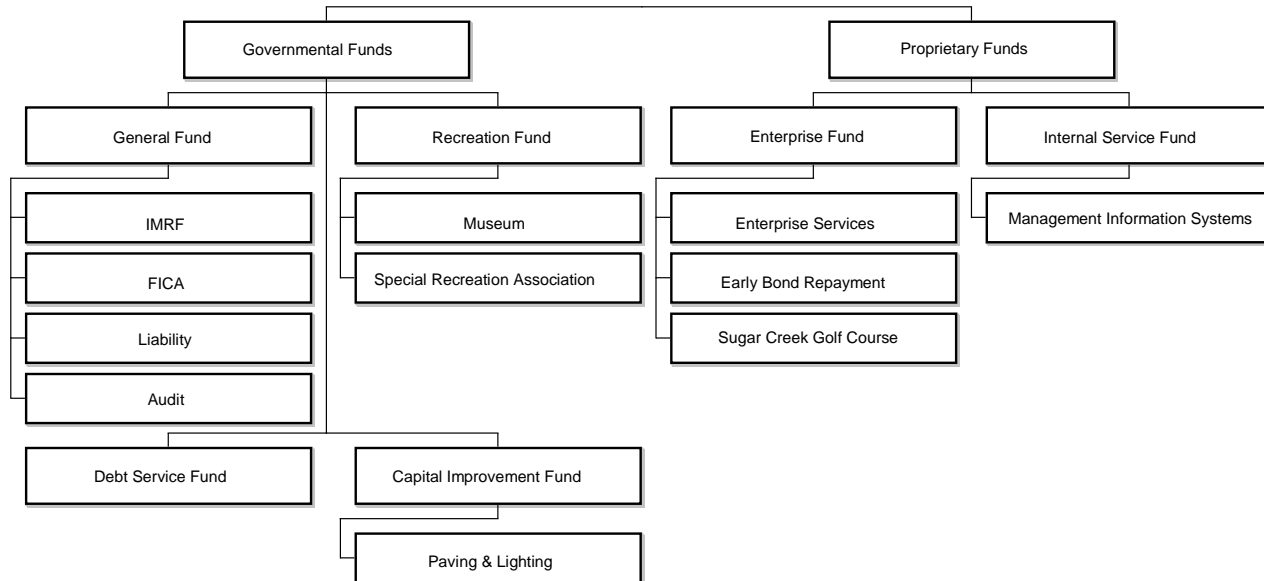 Governmental Funds
Proprietary Funds
General Fund
Recreation Fund
Enterprise Fund
Internal Service Fund
IMRF
Museum
Enterprise Services
Management Information Systems
FICA
Special Recreation Association
Early Bond Repayment
Liability
Sugar Creek Golf Course
Audit
Debt Service Fund
Capital Improvement Fund
Paving & Lighting